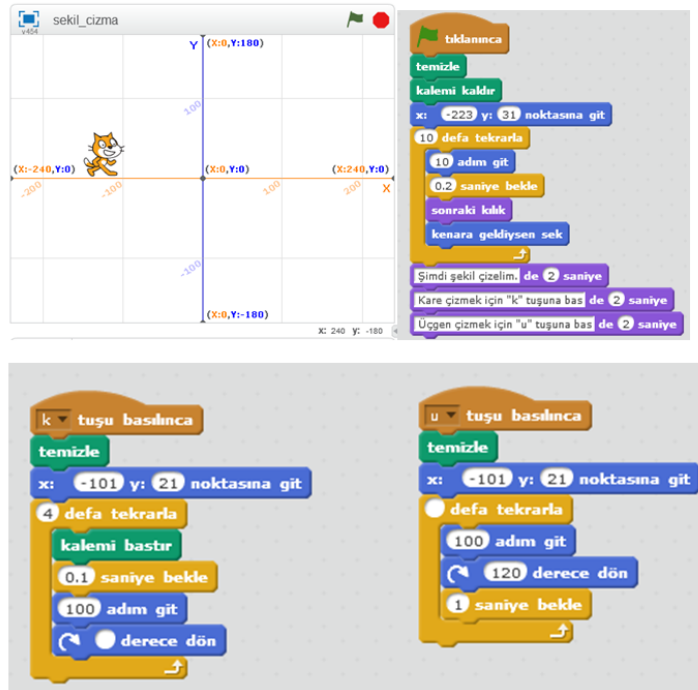 sekil_cizma
v454
Y (X:0,Y:180)
100
(X:-240,Y:0) (X:0,Y:0) (X:240,Y:0)
-200 -100 100 200 X
-100
(X:0,Y:-180)
x: 240 y: -180
tıklanınca
temizle
kalemi kaldır
x: -223 y: 31 noktasına git
10 defa tekrarla
10 adım git
0.2 saniye bekle
sonraki kılık
kenara geldiysen sek
Şimdi şekil çizelim. de 2 saniye
Kare çizmek için "k" tuşuna bas de 2 saniye
Üçgen çizmek için "u" tuşuna bas de 2 saniye
k tuşu basılınca
temizle
x: -101 y: 21 noktasına git
4 defa tekrarla
kalemi bastır
0.1 saniye bekle
100 adım git
derece dön
u tuşu basılınca
temizle
x: -101 y: 21 noktasına git
defa tekrarla
100 adım git
120 derece dön
1 saniye bekle